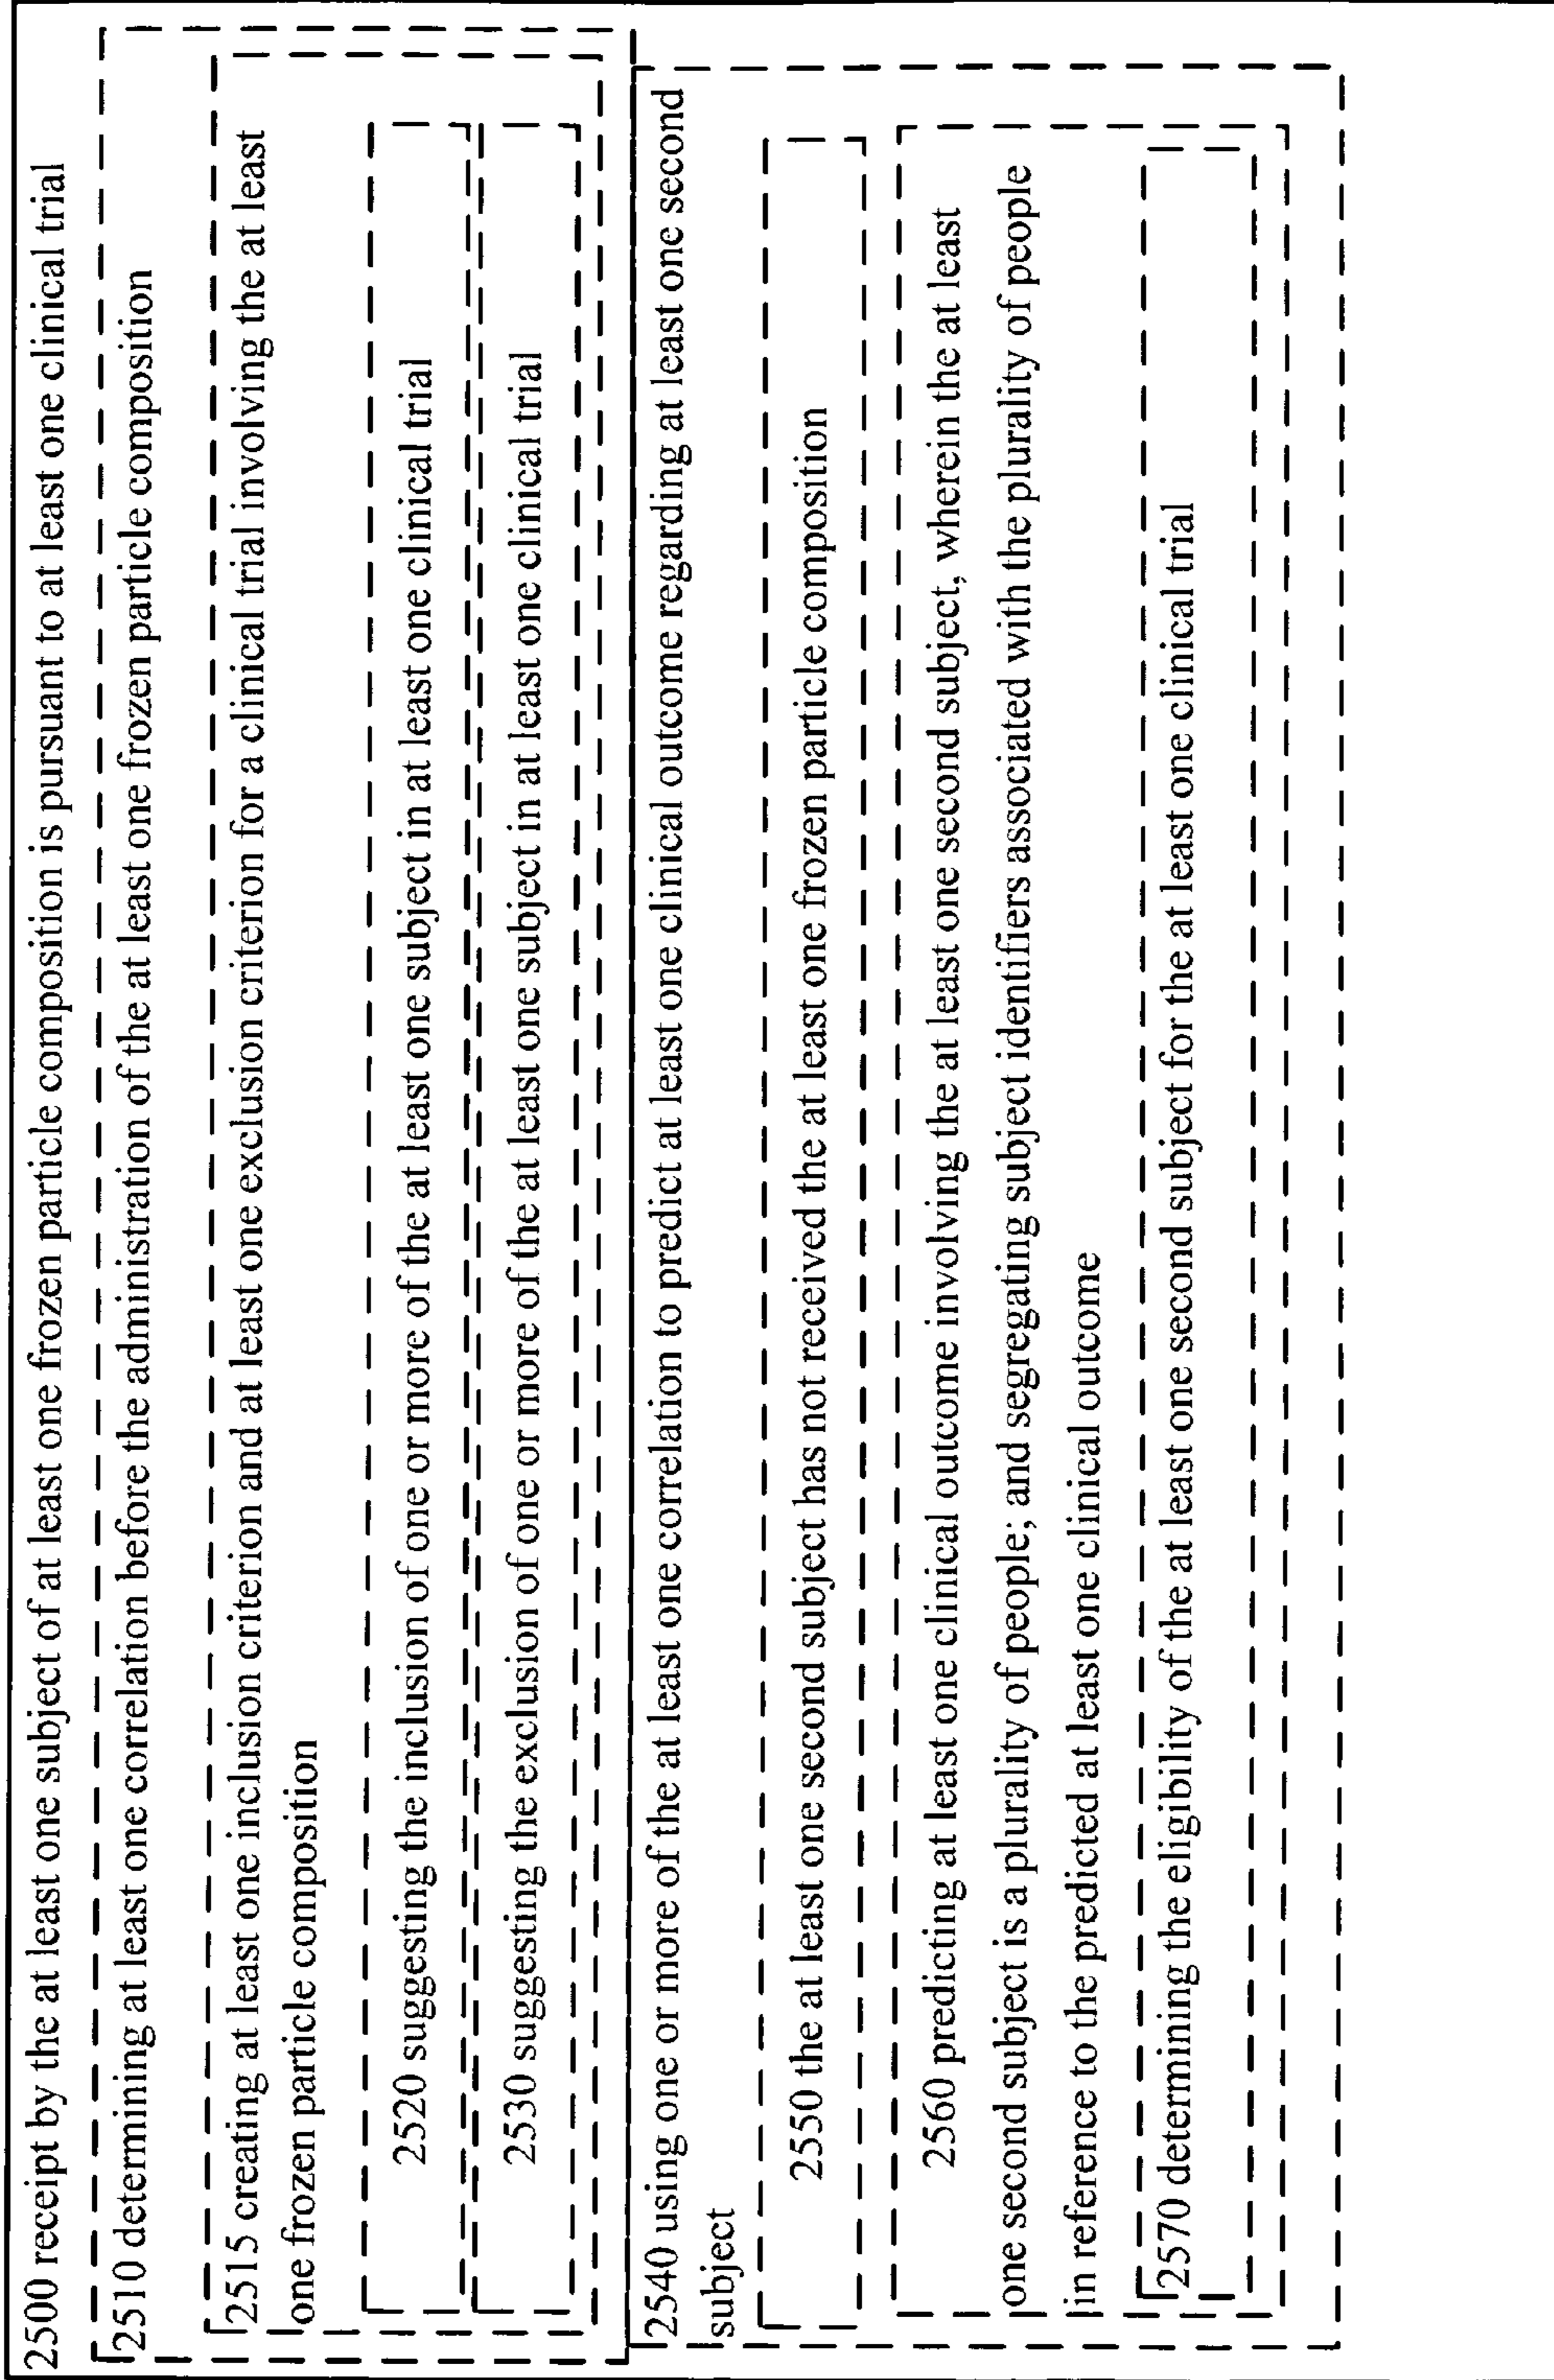 2500 receipt by the at least one subject of at least one frozen particle composition is pursuant to at least one clinical trial
2510 determining at least one correlation before the administration of the at least one frozen particle composition
2515 creating at least one inclusion criterion and at least one exclusion criterion for a clinical trial involving the at least
one frozen particle composition
2520 suggesting the inclusion of one or more of the at least one subject in at least one clinical trial
2530 suggesting the exclusion of one or more of the at least one subject in at least one clinical trial
2540 using one or more of the at least one correlation to predict at least one clinical outcome regarding at least one second
subject
2550 the at least one second subject has not received the at least one frozen particle composition
2560 predicting at least one clinical outcome involving the at least one second subject, wherein the at least
one second subject is a plurality of people; and segregating subject identifiers associated with the plurality of people
in reference to the predicted at least one clinical outcome
2570 determining the eligibility of the at least one second subject for the at least one clinical trial